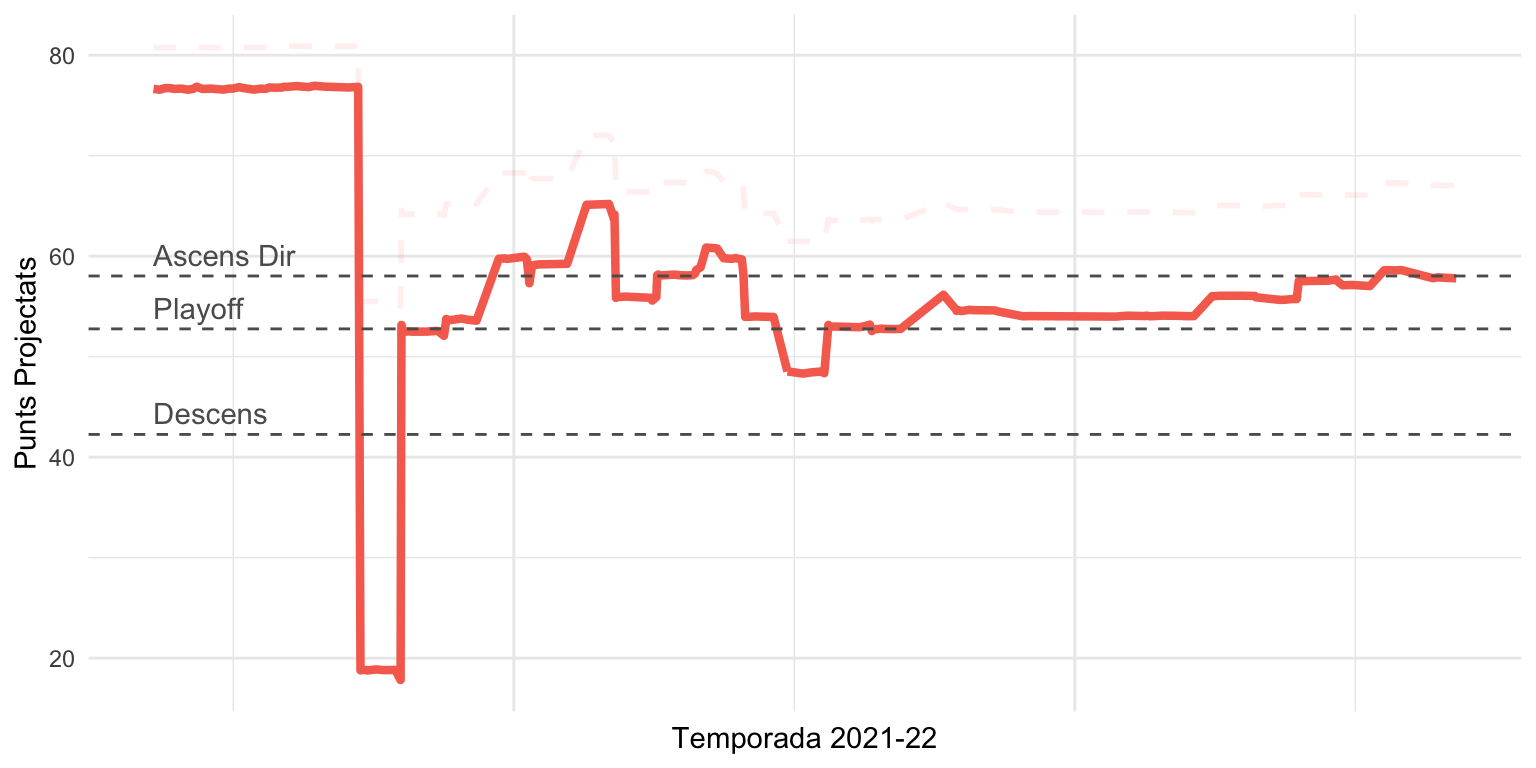 80
60
40
20
Punts Projectats
Ascens Dir
Playoff
Descens
Temporada 2021-22